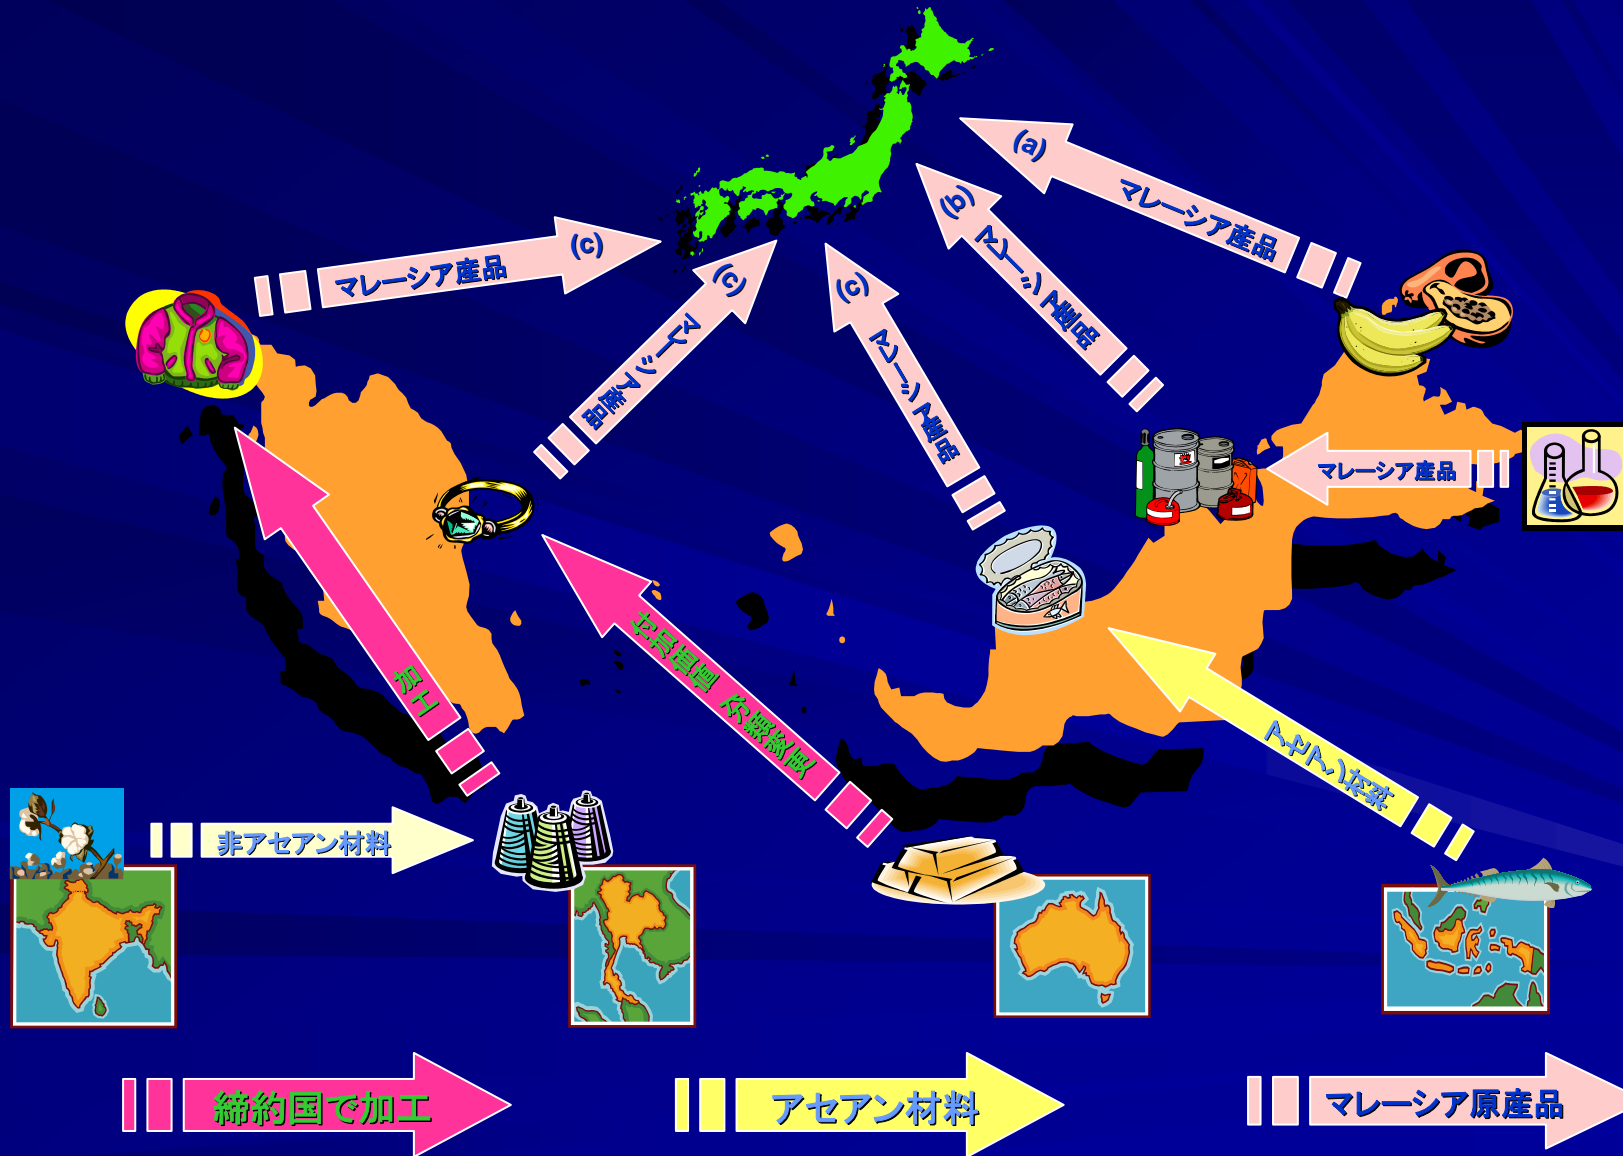 (a)
マレーシア産品
(b)
マレーシア産品
(c)
マレーシア産品
(c)
マレーシア産品
(c)
マレーシア産品
マレーシア産品
加工
付加価値 分類変更
アセアン材料
非アセアン材料
締約国で加工
アセアン材料
マレーシア原産品